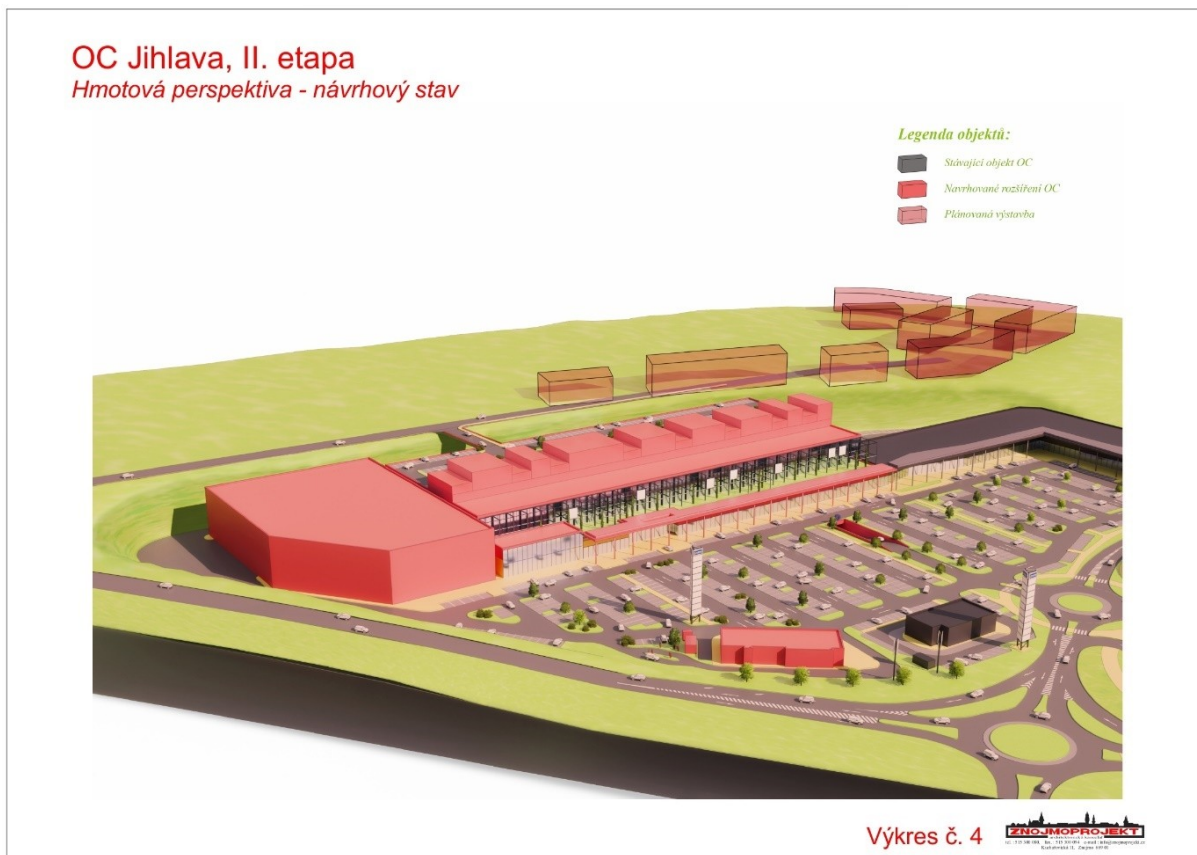 OC Jihlava, II. etapa
Hmotová perspektiva - návrhový stav
Legenda objektů:
Stávající objekt OC
Navrhované rozšíření OC
Plánovaná výstavba
Výkres č. 4
ZNOJMOPROJEKT